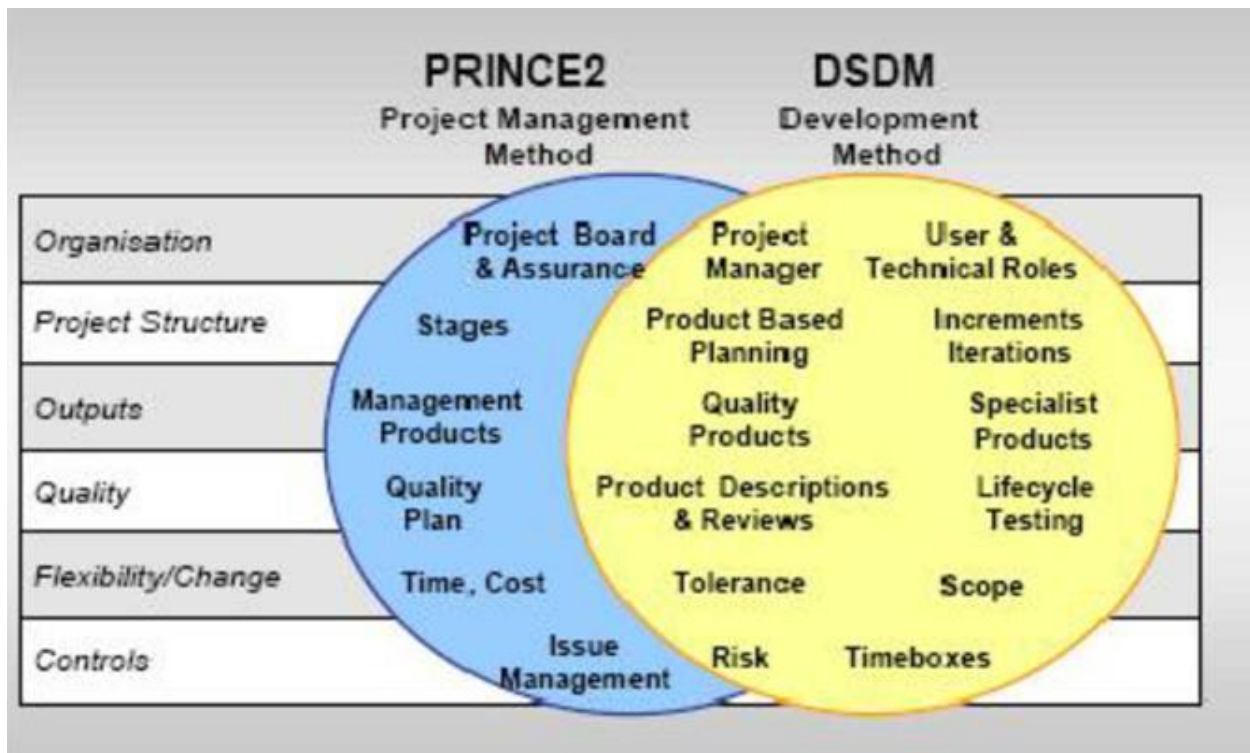 PRINCE2
Project Management
Method
DSDM
Development
Method
Organisation
Project Board
& Assurance
Project
Manager
User &
Technical Roles
Project Structure
Stages
Product Based
Planning
Increments
Iterations
Outputs
Management
Products
Quality
Products
Specialist
Products
Quality
Quality
Plan
Product Descriptions
& Reviews
Lifecycle
Testing
Flexibility/Change
Time, Cost
Tolerance
Scope
Controls
Issue
Management
Risk
Timeboxes